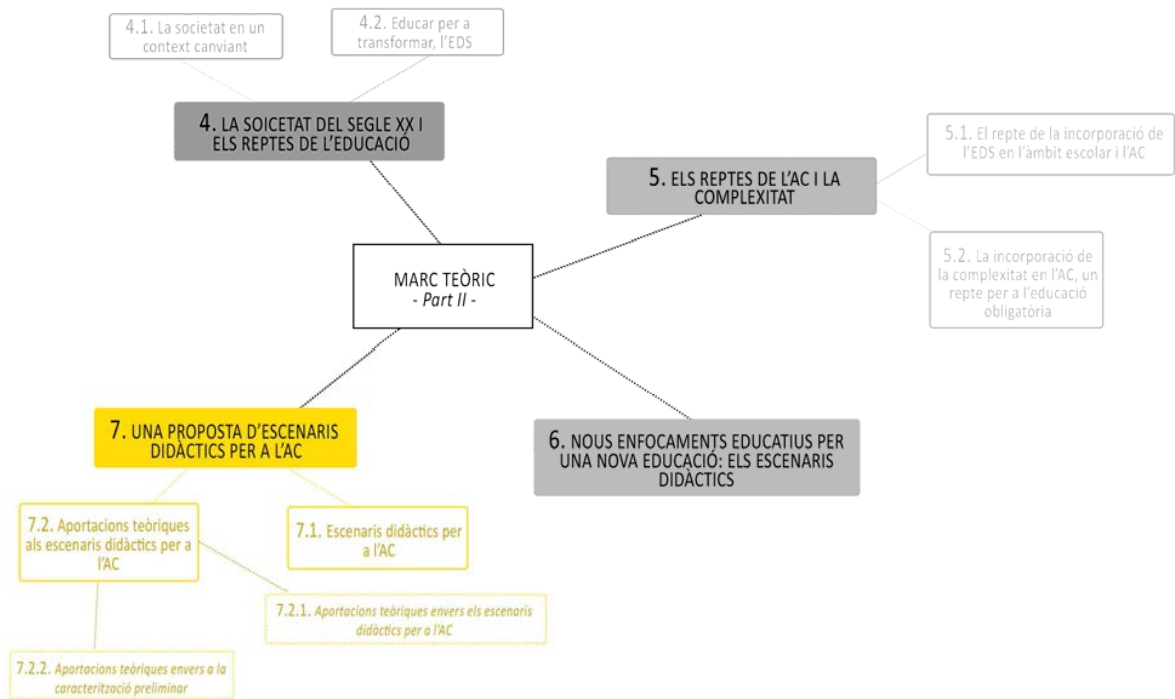 4.1. La societat en un
context canviant
4.2. Educar per a
transformar, l'EDS
4. LA SOICETAT DEL SEGLE XX I
ELS REPTES DE L'EDUCACIÓ
5.1. El repte de la incorporació de
l'EDS en l'àmbit escolar i l'AC
5. ELS REPTES DE L'AC I LA
COMPLEXITAT
5.2. La incorporació de
la complexitat en l'AC, un
repte per a l'educació
obligatòria
MARC TEÒRIC
- Part II -
7. UNA PROPOSTA D'ESCENARIS
DIDÀCTICS PER A L'AC
6. NOUS ENFOCAMENTS EDUCATIUS PER
UNA NOVA EDUCACIÓ: ELS ESCENARIS
DIDÀCTICS
7.2. Aportacions teòriques
als escenaris didàctics per a
l'AC
7.1. Escenaris didàctics per
a l'AC
7.2.1. Aportacions teòriques envers els escenaris
didàctics per a l'AC
7.2.2. Aportacions teòriques envers a la
caracterització preliminar